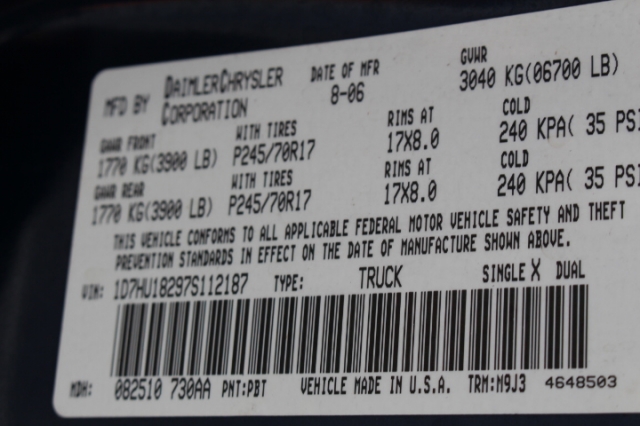 MFD BY DAIMLERCHRYSLER CORPORATION DATE OF MFR 8-06 GVWR 3040 KG(06700 LB)
GAWR FRONT WITH TIRES RIMS AT COLD
1770 KG(3900 LB) P245/70R17 17X8.0 240 KPA( 35 PSI
GAWR REAR WITH TIRES RIMS AT COLD
1770 KG(3900 LB) P245/70R17 17X8.0 240 KPA( 35 PSI
THIS VEHICLE CONFORMS TO ALL APPLICABLE FEDERAL MOTOR VEHICLE SAFETY AND THEFT
PREVENTION STANDARDS IN EFFECT ON THE DATE OF MANUFACTURE SHOWN ABOVE.
VIN: 1D7HU18297S112187 TYPE: TRUCK SINGLE X DUAL
MDH: 082510 730AA PNT:PBT VEHICLE MADE IN U.S.A. TRM:M9J3 4648503